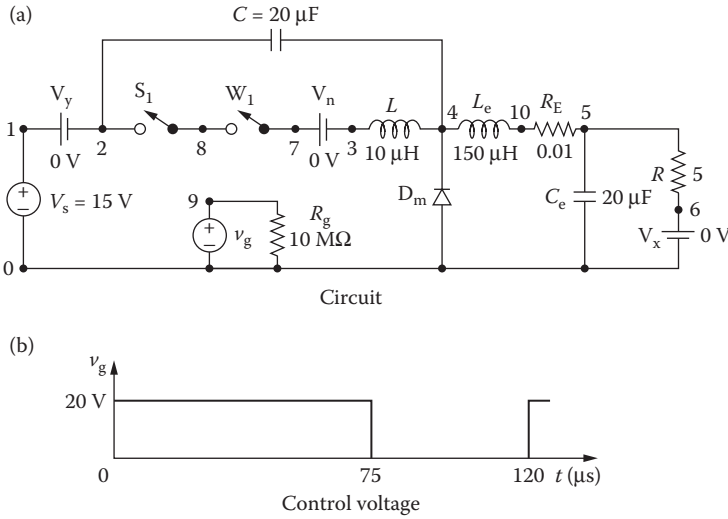 (a)
C = 20 μF
V_y
S_1
W_1
V_n
L
4
L_e
10
R_E
5
1
2
8
7
3
0 V
0 V
10 μH
150 μH
0.01
V_s = 15 V
9
v_g
R_g
10 MΩ
D_m
C_e
20 μF
R
5
6
V_x
0 V
0
Circuit
(b)
v_g
20 V
0
75
120
t (μs)
Control voltage